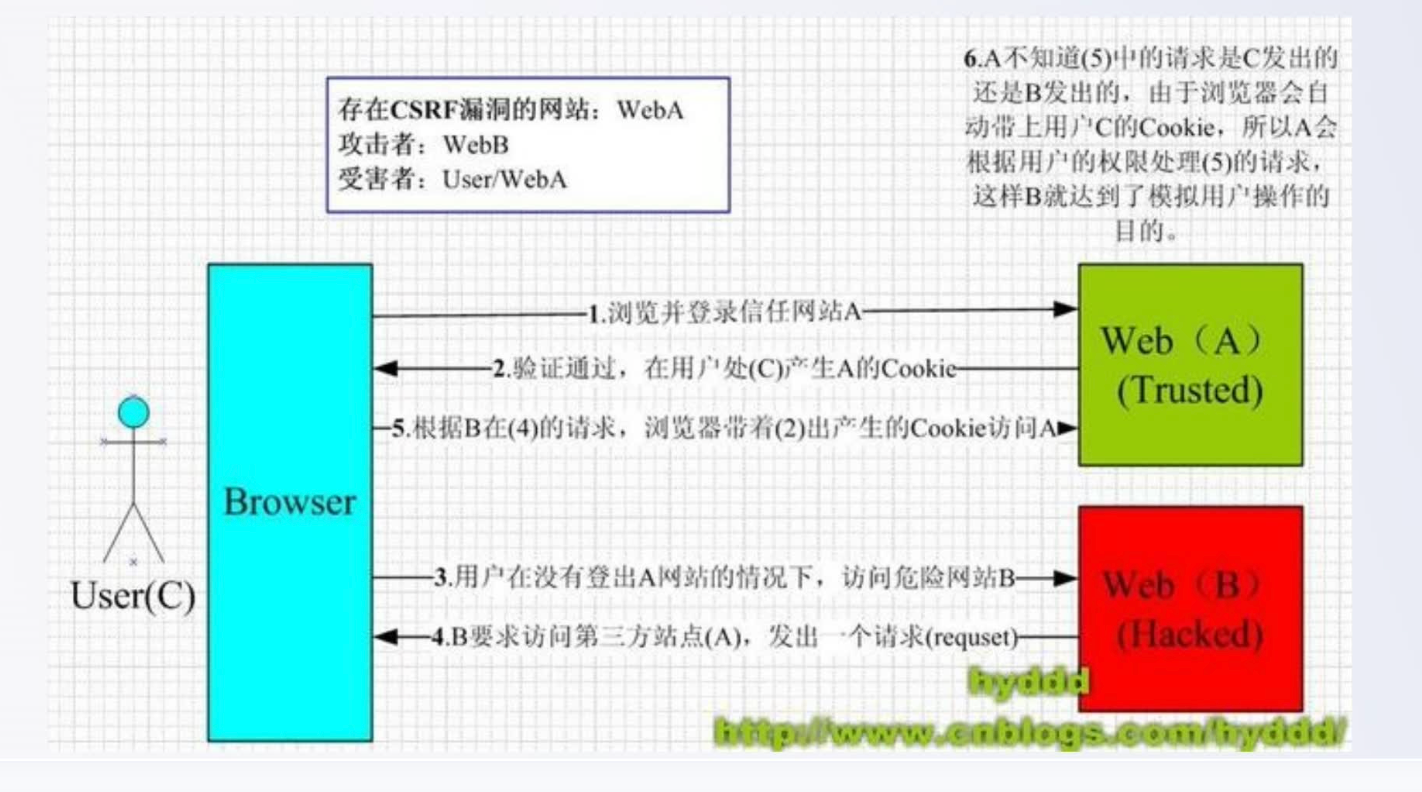 存在CSRF漏洞的网站：WebA
攻击者：WebB
受害者：User/WebA
6.A不知道(5)中的请求是C发出的
还是B发出的，由于浏览器会自
动带上用户C的Cookie，所以A会
根据用户的权限处理(5)的请求，
这样B就达到了模拟用户操作的
目的。
1.浏览并登录信任网站A
2.验证通过，在用户处(C)产生A的Cookie
5.根据B在(4)的请求，浏览器带着(2)出产生的Cookie访问A
Web（A）
(Trusted)
Browser
User(C)
3.用户在没有登出A网站的情况下，访问危险网站B
4.B要求访问第三方站点(A)，发出一个请求(requset)
Web（B）
(Hacked)
hyddd
http://www.cnblogs.com/hyddd/